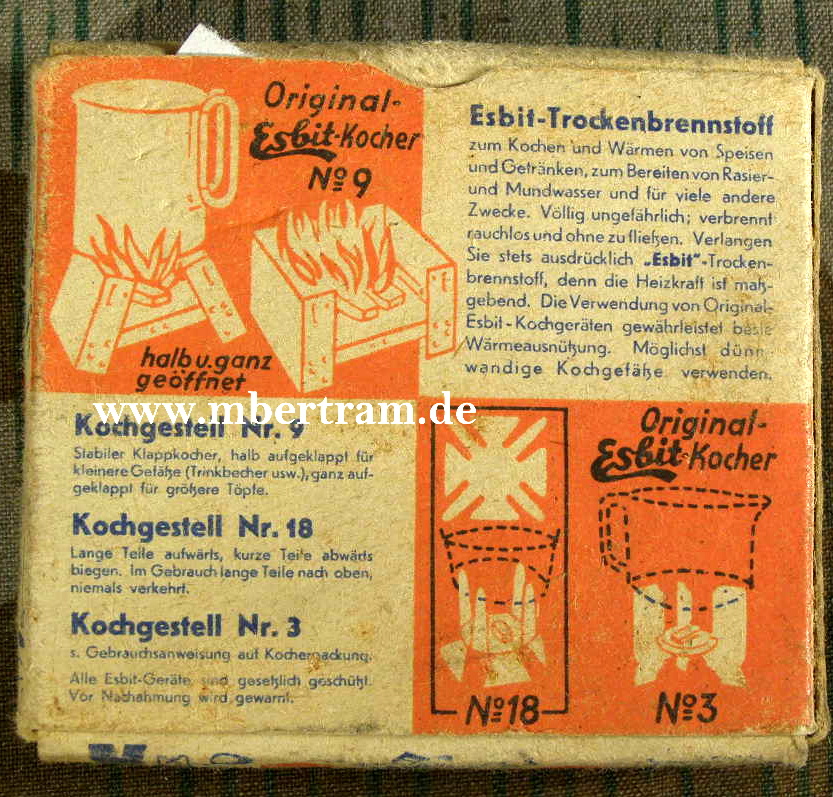 Original-
Esbit-Kocher
No 9
halb u. ganz
geöffnet
Esbit-Trockenbrennstoff
zum Kochen und Wärmen von Speisen
und Getränken, zum Bereiten von Rasier-
und Mundwasser und für viele andere
Zwecke. Völlig ungefährlich; verbrennt
rauchlos und ohne zu fließen. Verlangen
Sie stets ausdrücklich „Esbit"-Trocken-
brennstoff, denn die Heizkraft ist maß-
gebend. Die Verwendung von Original-
Esbit-Kochgeräten gewährleistet beste
Wärmeausnützung. Möglichst dünn-
wandige Kochgefäße verwenden.
www.mbertram.de
Kochgestell Nr. 9
Stabiler Klappkocher, halb aufgeklappt für
kleinere Gefäße (Trinkbecher usw.), ganz auf-
geklappt für größere Töpfe.
Kochgestell Nr. 18
Lange Teile aufwärts, kurze Teile abwärts
biegen. Im Gebrauch lange Teile nach oben,
niemals verkehrt.
Kochgestell Nr. 3
s. Gebrauchsanweisung auf Kocherpackung.
Alle Esbit-Geräte sind gesetzlich geschützt.
Vor Nachahmung wird gewarnt.
No 18
Original-
Esbit-Kocher
No 3